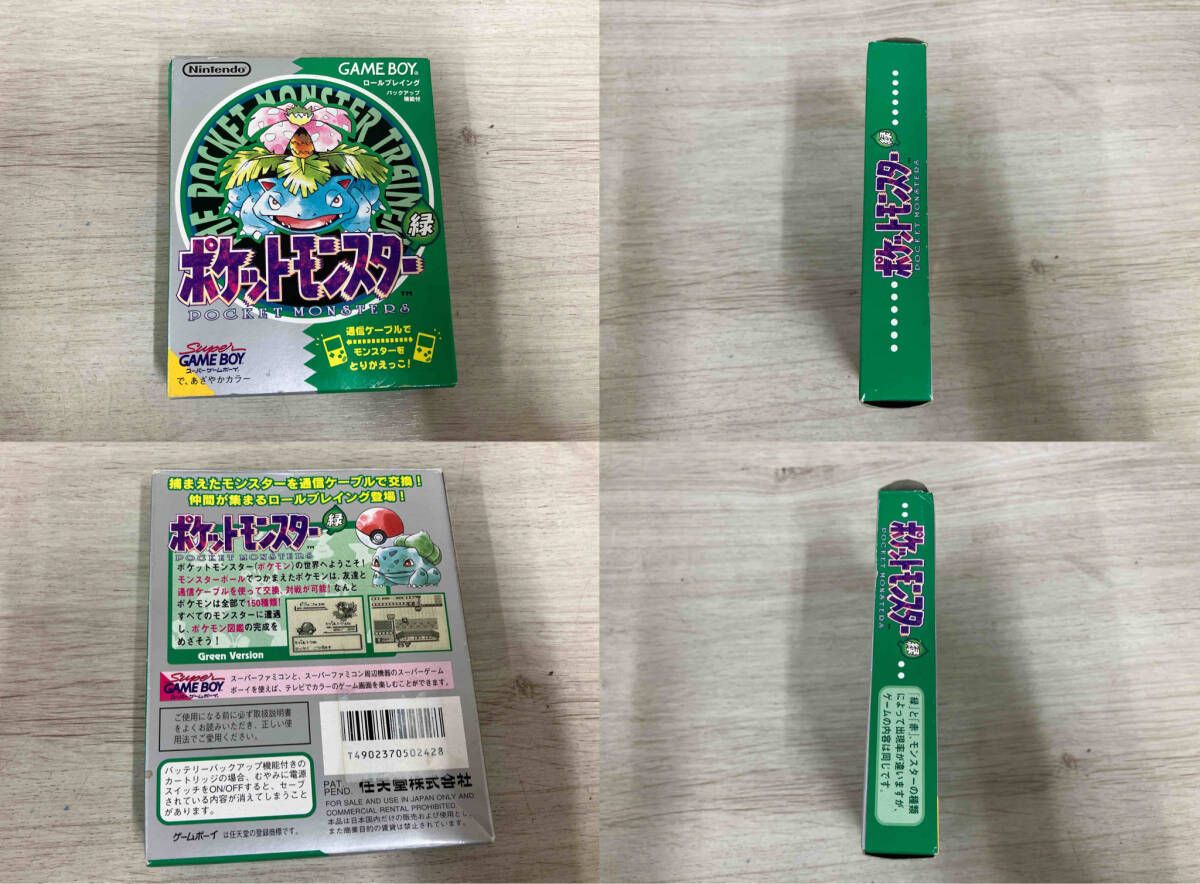 Nintendo
GAME BOY®
ロールプレイング
バックアップ
機能付
THE POCKET MONSTER TRAINER
緑
ポケットモンスター™
POCKET MONSTERS
通信ケーブルで
モンスターを
とりかえっこ！
Super
GAME BOY
スーパーゲームボーイ
で、あざやかカラー
緑
ポケットモンスター
POCKET MONSTERS
捕まえたモンスターを通信ケーブルで交換！
仲間が集まるロールプレイング登場！
ポケットモンスター™
緑
POCKET MONSTERS
ポケットモンスター(ポケモン)の世界へようこそ！
モンスターボールでつかまえたポケモンは、友達と
通信ケーブルを使って交換、対戦が可能！なんと
ポケモンは全部で150種類！
すべてのモンスターに遭遇
し、ポケモン図鑑の完成を
めざそう！
Green Version
Super
GAME BOY
スーパーゲームボーイ
スーパーファミコンと、スーパーファミコン周辺機器のスーパーゲーム
ボーイを使えば、テレビでカラーのゲーム画面を楽しむことができます。
ご使用になる前に必ず取扱説明書
をよくお読みいただき、正しい使
用法でご愛用ください。
T4902370502428
バッテリーバックアップ機能付きの
カートリッジの場合、むやみに電源
スイッチをON/OFFすると、セーブ
されている内容が消えてしまうこと
があります。
PAT.
PEND.
任天堂株式会社
FOR SALE AND USE IN JAPAN ONLY AND
COMMERCIAL RENTAL PROHIBITED.
本品は日本国内だけの販売および使用とし、
また商業目的の賃貸は禁止されています。
ゲームボーイ は任天堂の登録商標です。
ポケットモンスター
POCKET MONSTERS
緑
「緑」と「赤」、モンスターの種類
によって出現率が違いますが
ゲームの内容は同じです。